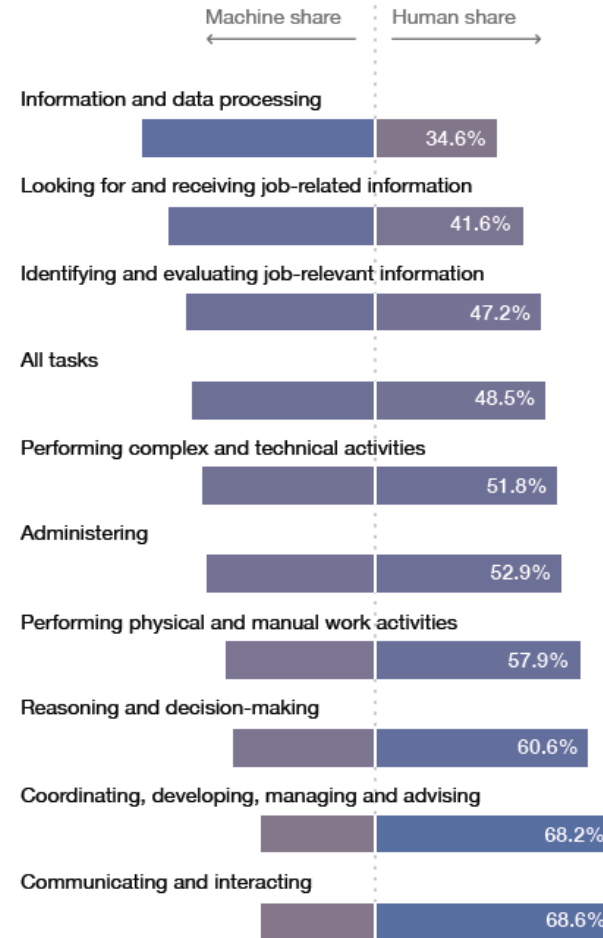 Machine share Human share
Information and data processing
34.6%
Looking for and receiving job-related information
41.6%
Identifying and evaluating job-relevant information
47.2%
All tasks
48.5%
Performing complex and technical activities
51.8%
Administering
52.9%
Performing physical and manual work activities
57.9%
Reasoning and decision-making
60.6%
Coordinating, developing, managing and advising
68.2%
Communicating and interacting
68.6%